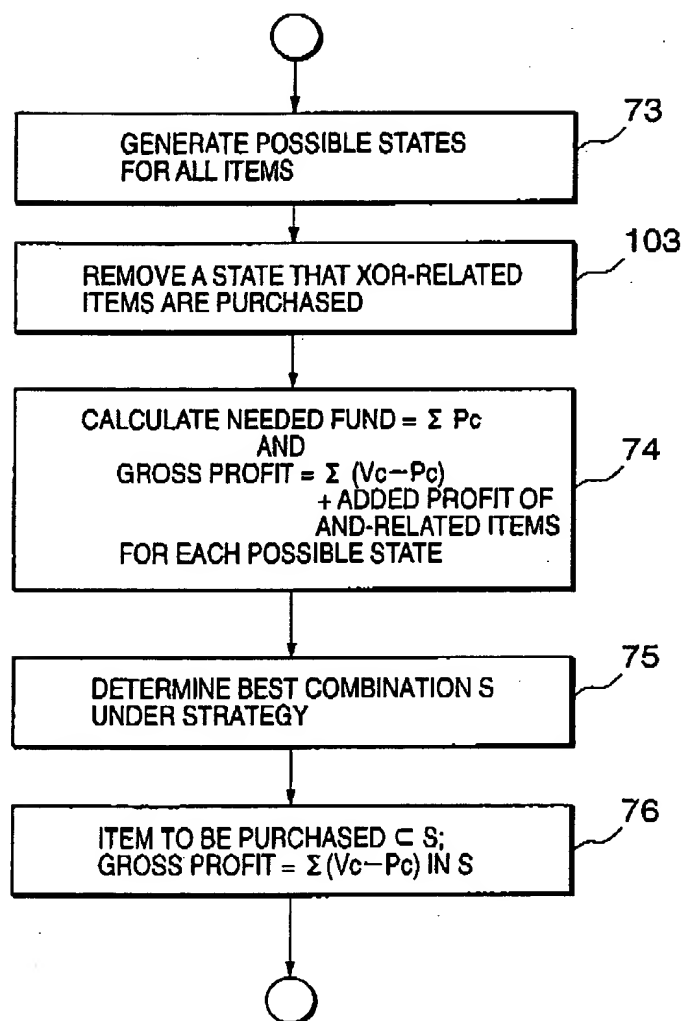 73
GENERATE POSSIBLE STATES
FOR ALL ITEMS
103
REMOVE A STATE THAT XOR-RELATED
ITEMS ARE PURCHASED
74
CALCULATE NEEDED FUND = Σ Pc
AND
GROSS PROFIT = Σ (Vc-Pc)
+ ADDED PROFIT OF
AND-RELATED ITEMS
FOR EACH POSSIBLE STATE
75
DETERMINE BEST COMBINATION S
UNDER STRATEGY
76
ITEM TO BE PURCHASED ⊂ S;
GROSS PROFIT = Σ (Vc-Pc) IN S